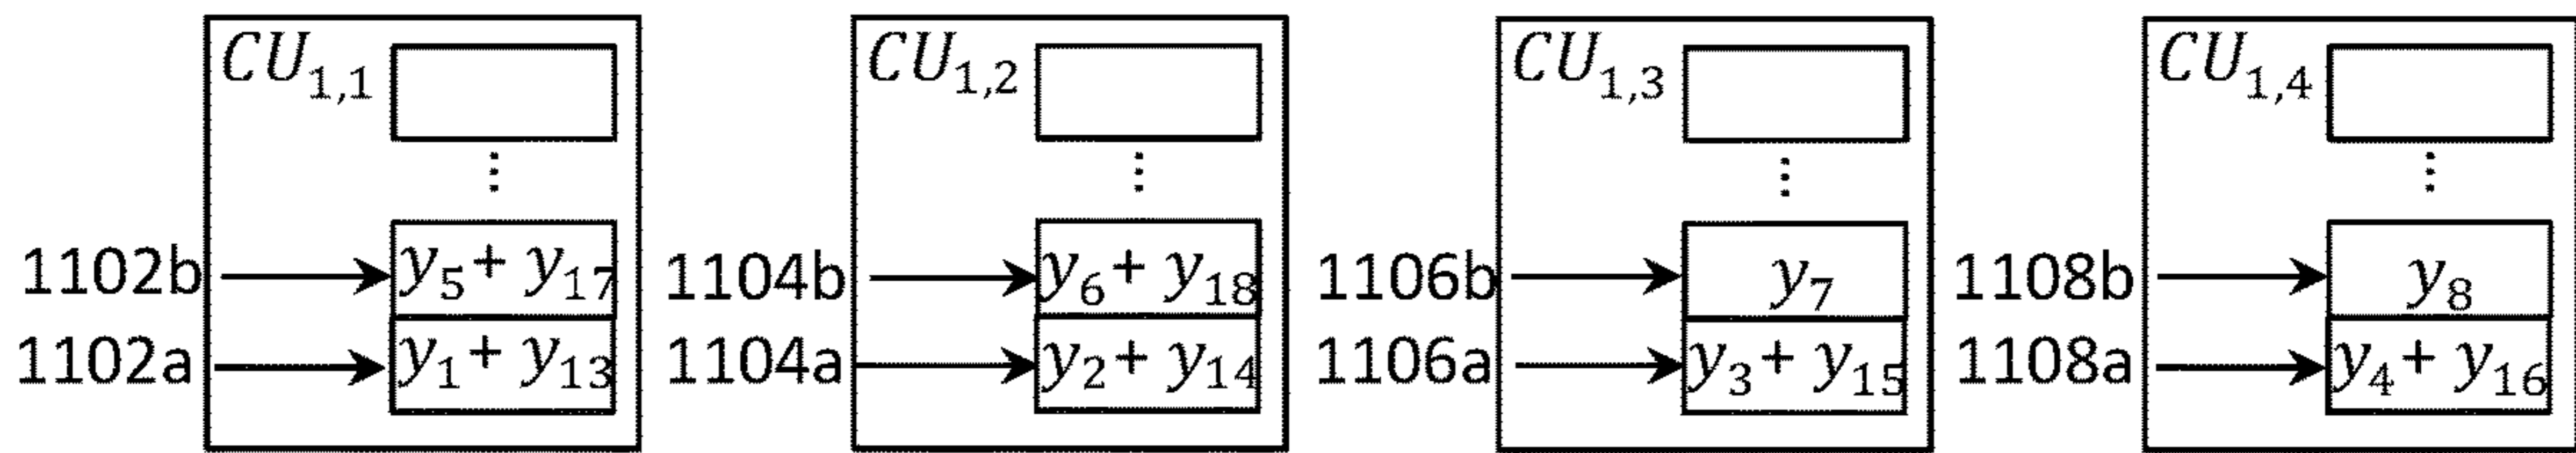 CU₁,₁ CU₁,₂ CU₁,₃ CU₁,₄
⋮ ⋮ ⋮ ⋮
1102b y₅ + y₁₇ 1104b y₆ + y₁₈ 1106b y₇ 1108b y₈
1102a y₁ + y₁₃ 1104a y₂ + y₁₄ 1106a y₃ + y₁₅ 1108a y₄ + y₁₆